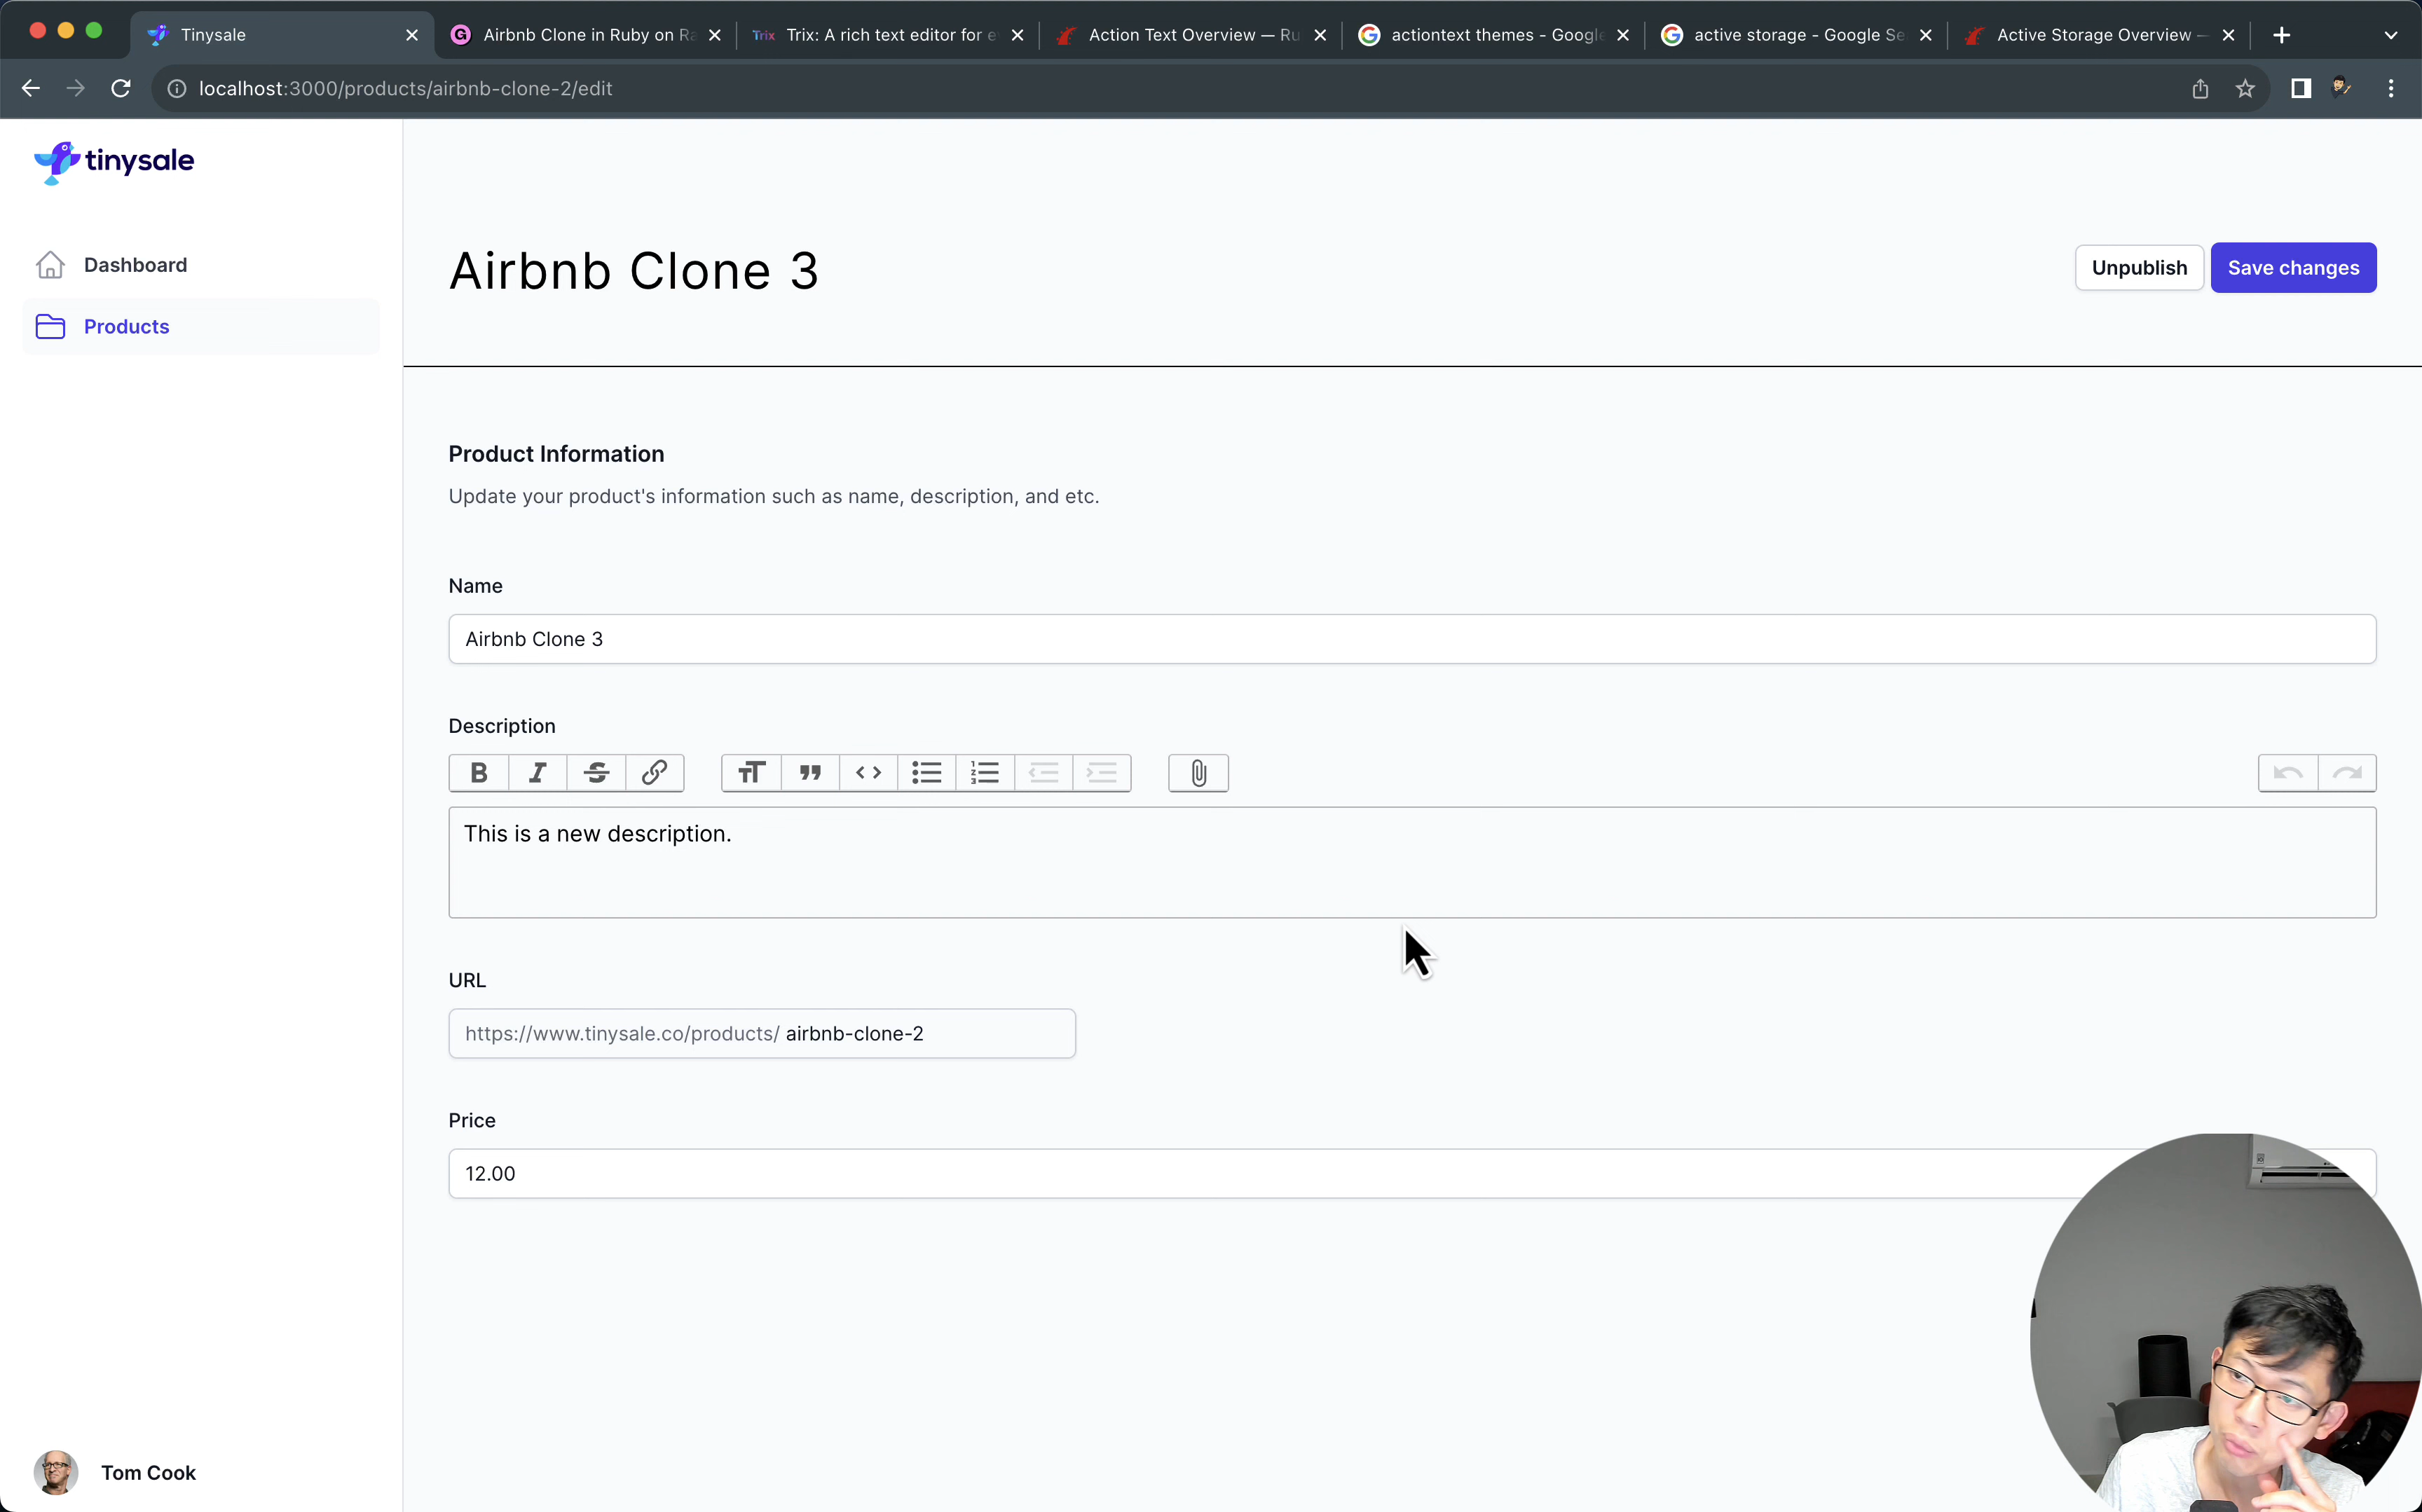 Tinysale
Airbnb Clone in Ruby on Ra
Trix
Trix: A rich text editor for e
Action Text Overview — Ru
actiontext themes - Google
active storage - Google Se
Active Storage Overview —
localhost:3000/products/airbnb-clone-2/edit
tinysale
Dashboard
Products
Airbnb Clone 3
Unpublish
Save changes
Product Information
Update your product's information such as name, description, and etc.
Name
Airbnb Clone 3
Description
This is a new description.
URL
https://www.tinysale.co/products/ airbnb-clone-2
Price
12.00
Tom Cook